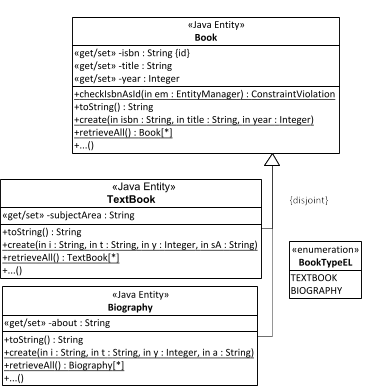 «Java Entity»
Book
«get/set» -isbn : String {id}
«get/set» -title : String
«get/set» -year : Integer
+checkIsbnAsId(in em : EntityManager) : ConstraintViolation
+toString() : String
+create(in isbn : String, in title : String, in year : Integer)
+retrieveAll() : Book[*]
+...()
«Java Entity»
TextBook
«get/set» -subjectArea : String
+toString() : String
+create(in i : String, in t : String, in y : Integer, in sA : String)
+retrieveAll() : TextBook[*]
+...()
{disjoint}
«enumeration»
BookTypeEL
TEXTBOOK
BIOGRAPHY
«Java Entity»
Biography
«get/set» -about : String
+toString() : String
+create(in i : String, in t : String, in y : Integer, in a : String)
+retrieveAll() : Biography[*]
+...()